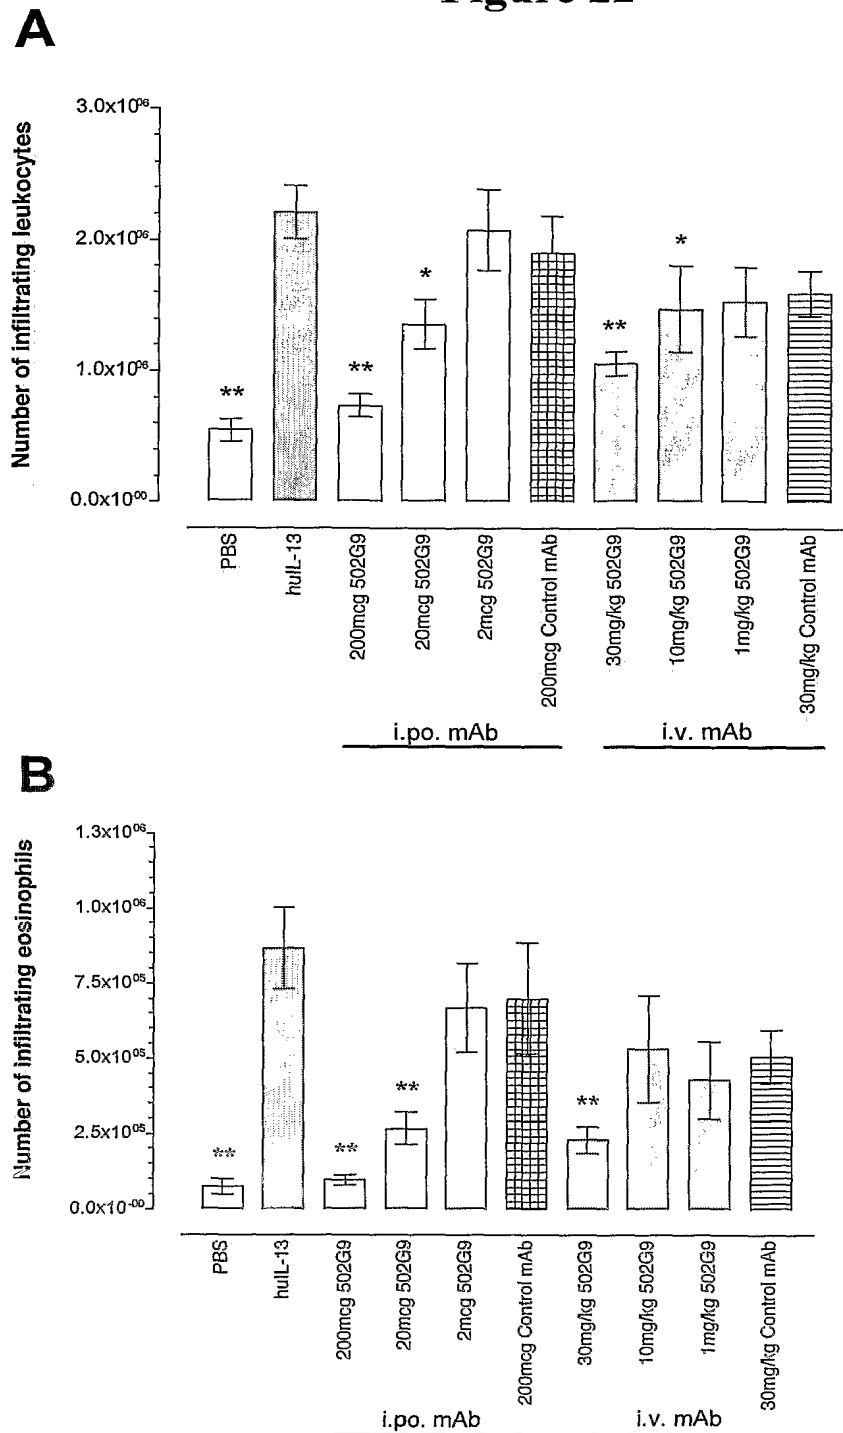 A
Number of infiltrating leukocytes
3.0x10⁰⁶
2.0x10⁰⁶
1.0x10⁰⁶
0.0x10⁰⁰
**
**
*
**
*
PBS
huIL-13
200mcg 502G9
20mcg 502G9
2mcg 502G9
200mcg Control mAb
30mg/kg 502G9
10mg/kg 502G9
1mg/kg 502G9
30mg/kg Control mAb
i.po. mAb
i.v. mAb
B
Number of infiltrating eosinophils
1.3x10⁰⁶
1.0x10⁰⁶
7.5x10⁰⁵
5.0x10⁰⁵
2.5x10⁰⁵
0.0x10⁻⁰⁰
**
**
**
**
PBS
huIL-13
200mcg 502G9
20mcg 502G9
2mcg 502G9
200mcg Control mAb
30mg/kg 502G9
10mg/kg 502G9
1mg/kg 502G9
30mg/kg Control mAb
i.po. mAb
i.v. mAb